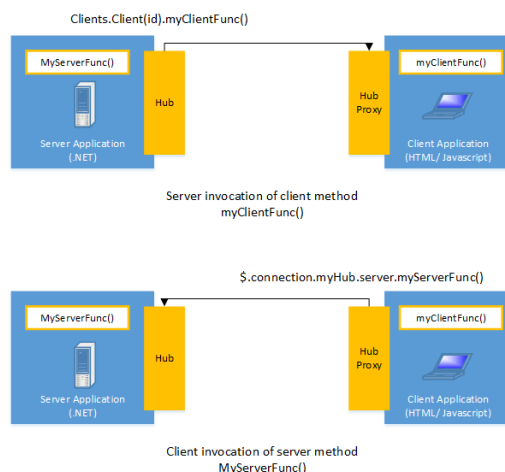 Clients.Client(id).myClientFunc()
MyServerFunc()
Hub
Server Application
(.NET)
Hub
Proxy
myClientFunc()
Client Application
(HTML/ Javascript)
Server invocation of client method
myClientFunc()
$.connection.myHub.server.myServerFunc()
MyServerFunc()
Hub
Server Application
(.NET)
Hub
Proxy
myClientFunc()
Client Application
(HTML/ Javascript)
Client invocation of server method
MyServerFunc()